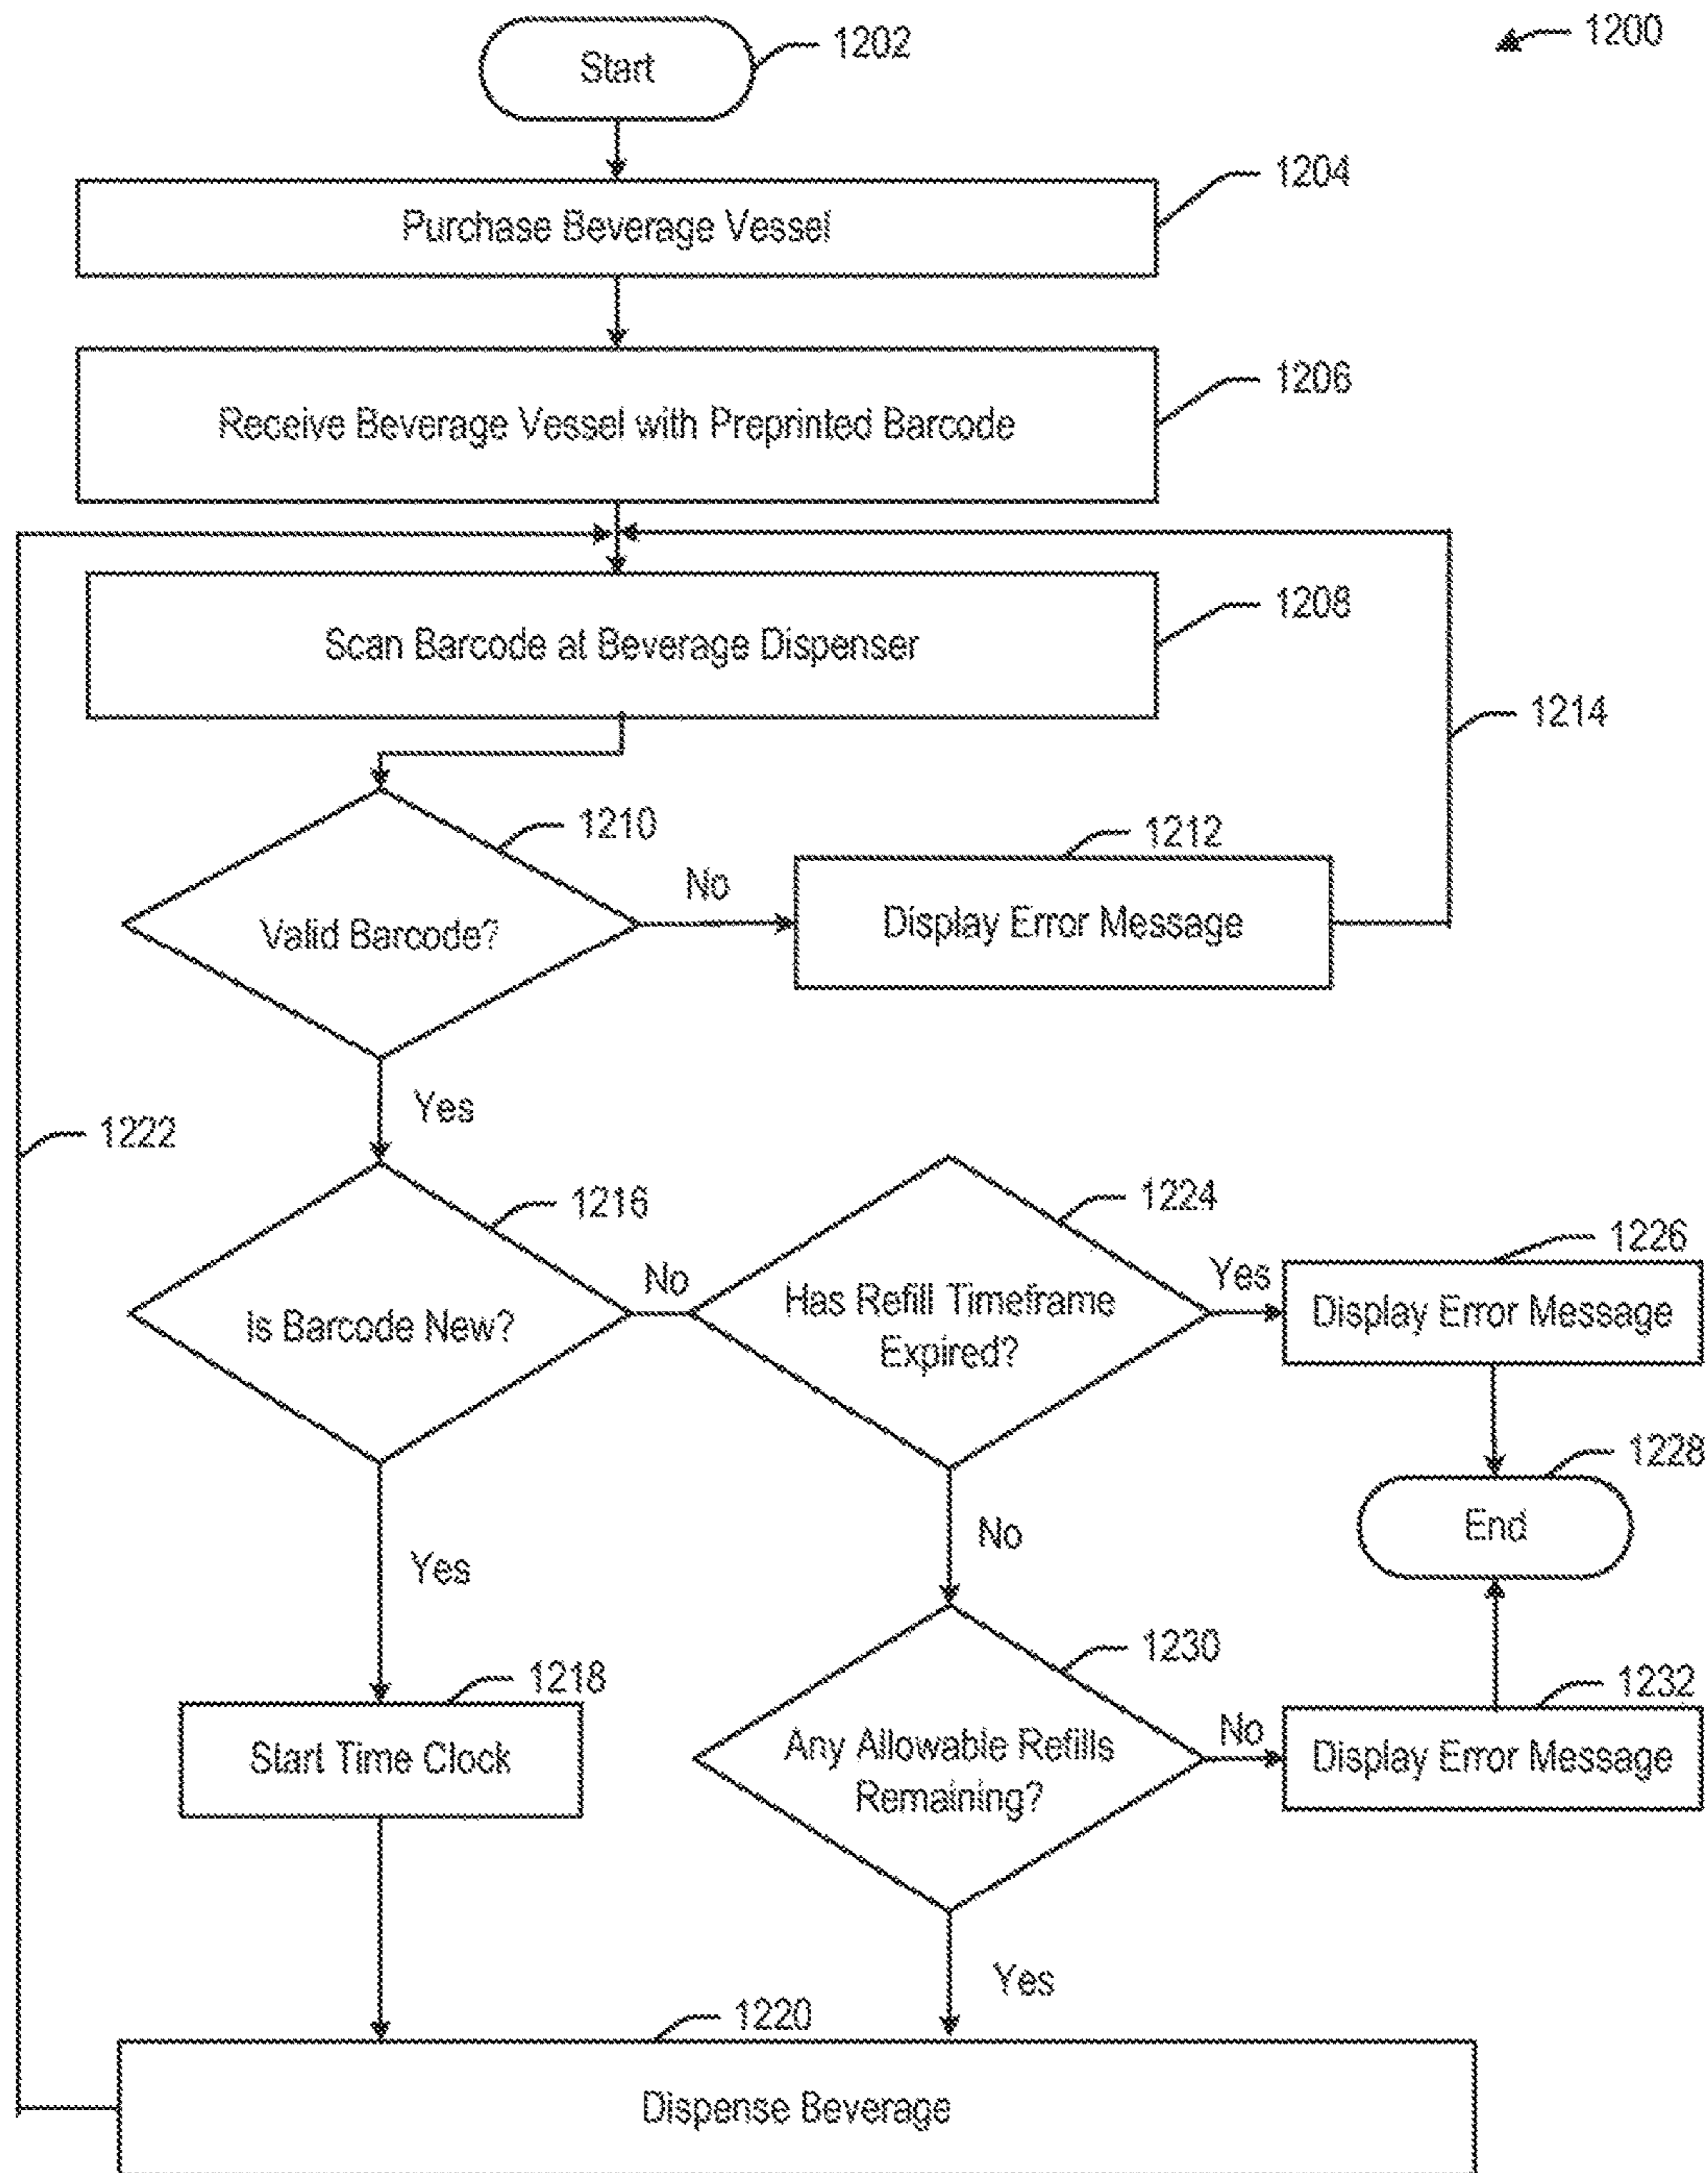 1200
Start
1202
1204
Purchase Beverage Vessel
1206
Receive Beverage Vessel with Preprinted Barcode
1208
Scan Barcode at Beverage Dispenser
1214
1210
Valid Barcode?
No
1212
Display Error Message
Yes
1222
1216
Is Barcode New?
No
1224
Has Refill Timeframe
Expired?
Yes
1226
Display Error Message
1228
End
Yes
No
1218
Start Time Clock
1230
Any Allowable Refills
Remaining?
No
1232
Display Error Message
Yes
1220
Dispense Beverage